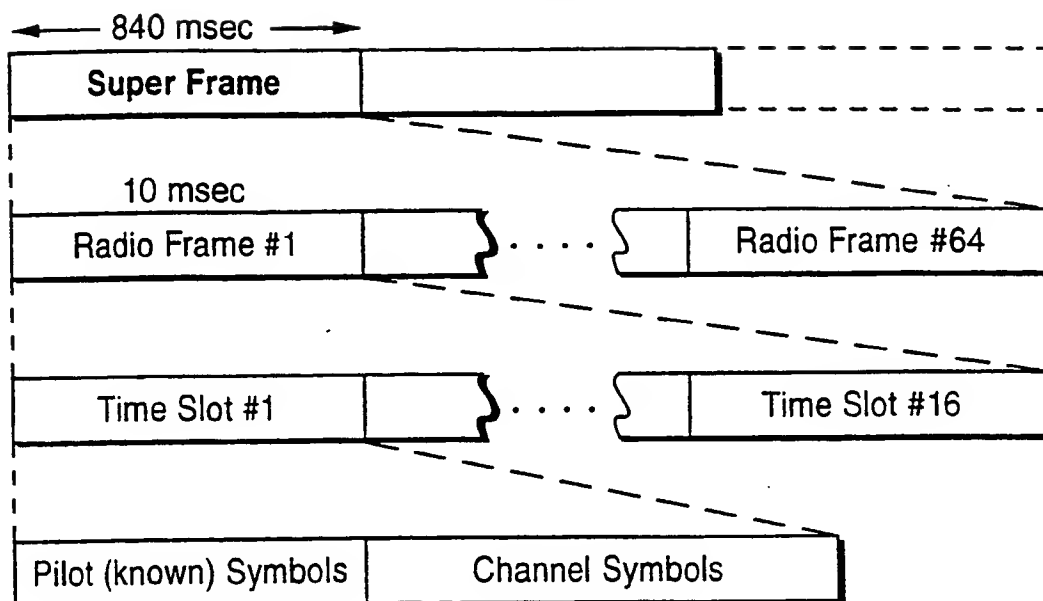 840 msec
Super Frame
10 msec
Radio Frame #1
. . . .
Radio Frame #64
Time Slot #1
. . . .
Time Slot #16
Pilot (known) Symbols
Channel Symbols